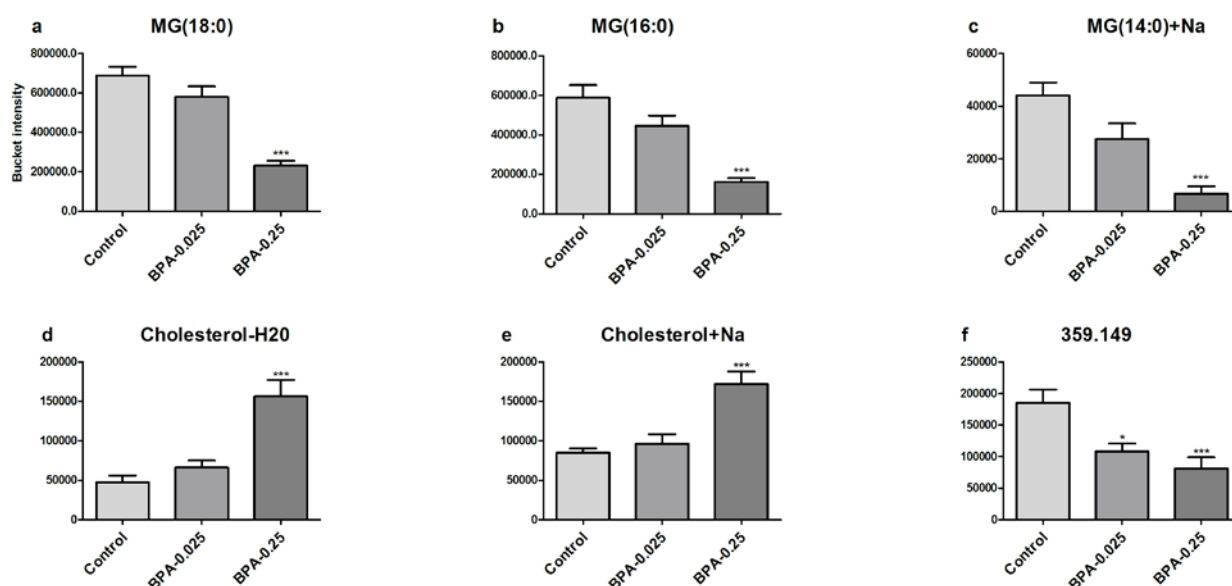 a MG(18:0)
Bucket intensity
800000.0
600000.0
400000.0
200000.0
0.0
***
Control
BPA-0.025
BPA-0.25
b MG(16:0)
800000.0
600000.0
400000.0
200000.0
0.0
***
Control
BPA-0.025
BPA-0.25
c MG(14:0)+Na
60000
40000
20000
0
***
Control
BPA-0.025
BPA-0.25
d Cholesterol-H20
200000
150000
100000
50000
0
***
Control
BPA-0.025
BPA-0.25
e Cholesterol+Na
200000
150000
100000
50000
0
***
Control
BPA-0.025
BPA-0.25
f 359.149
250000
200000
150000
100000
50000
0
*
***
Control
BPA-0.025
BPA-0.25